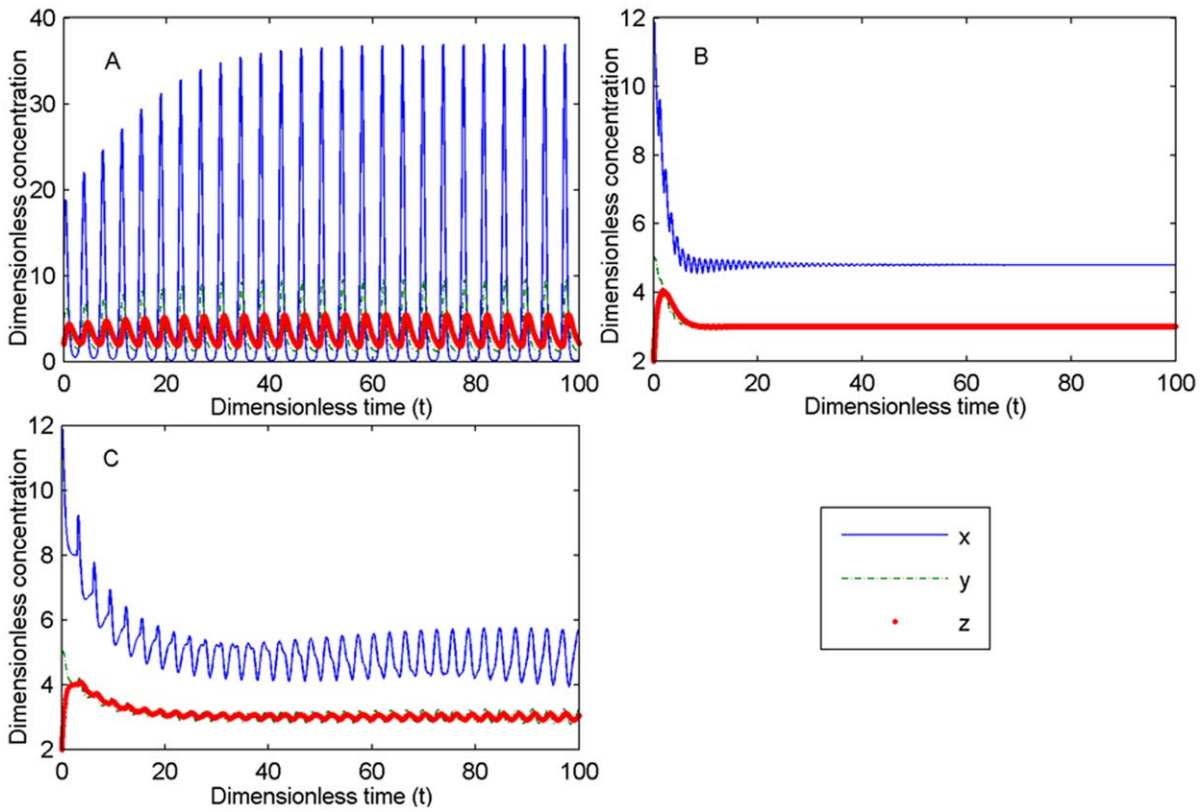 40
30
20
10
0
Dimensionless concentration
A
0 20 40 60 80 100
Dimensionless time (t)
12
10
8
6
4
2
Dimensionless concentration
B
0 20 40 60 80 100
Dimensionless time (t)
12
10
8
6
4
2
Dimensionless concentration
C
0 20 40 60 80 100
Dimensionless time (t)
x
y
z